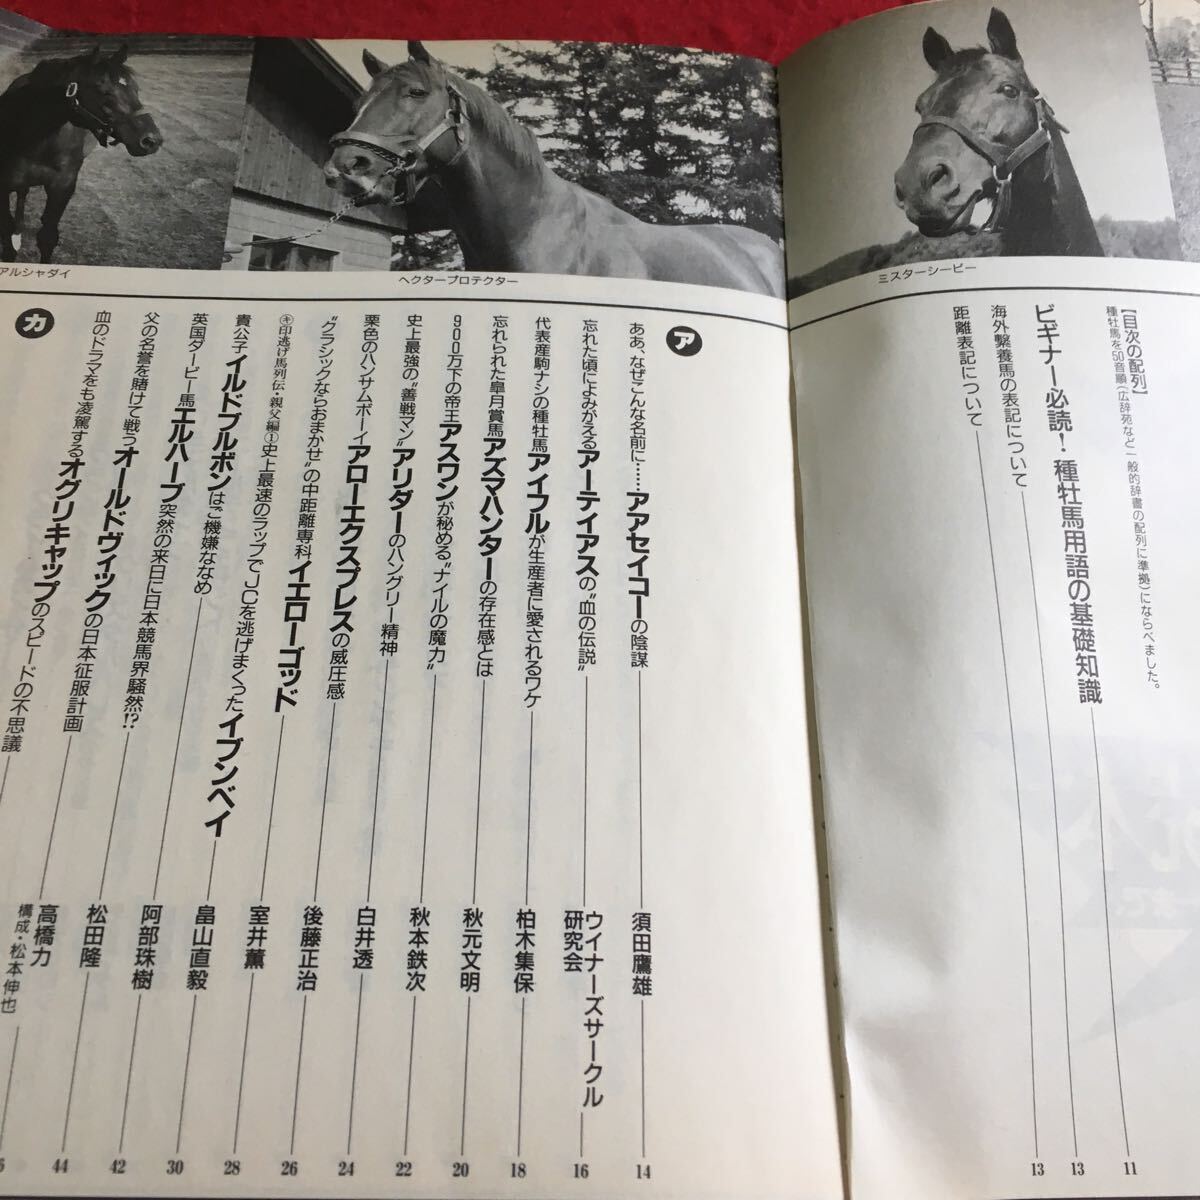 アルシャダイ
ヘクタープロテクター
ミスターシービー
【目次の配列】
種牡馬を50音順(広辞苑など一般的辞書の配列に準拠)にならべました。
ビギナー必読!種牡馬用語の基礎知識 11
海外繋養馬の表記について 13
距離表記について 13
ア
ああ、なぜこんな名前に……アアセイコーの陰謀 須田鷹雄 14
忘れた頃によみがえるアーテイアスの“血の伝説” ウイナーズサークル研究会 16
代表産駒ナシの種牡馬アイフルが生産者に愛されるワケ 柏木集保 18
忘れられた皐月賞馬アズマハンターの存在感とは 秋元文明 20
900万下の帝王アスワンが秘める“ナイルの魔力” 秋本鉄次 22
史上最強の“善戦マン”アリダーのハングリー精神 白井透 24
栗色のハンサムボーイアローエクスプレスの威圧感 後藤正治 26
“クラシックならおまかせ”の中距離専科イエローゴッド 室井薫 28
㋖印逃げ馬列伝・親父編①史上最速のラップでJCを逃げまくったイブンベイ 畠山直毅 30
貴公子イルドブルボンはご機嫌ななめ 阿部珠樹 42
英国ダービー馬エルハーブ突然の来日に日本競馬界騒然!? 松田隆 44
父の名誉を賭けて戦うオールドヴィックの日本征服計画 高橋力
構成・松本伸也
血のドラマをも凌駕するオグリキャップのスピードの不思議
カ